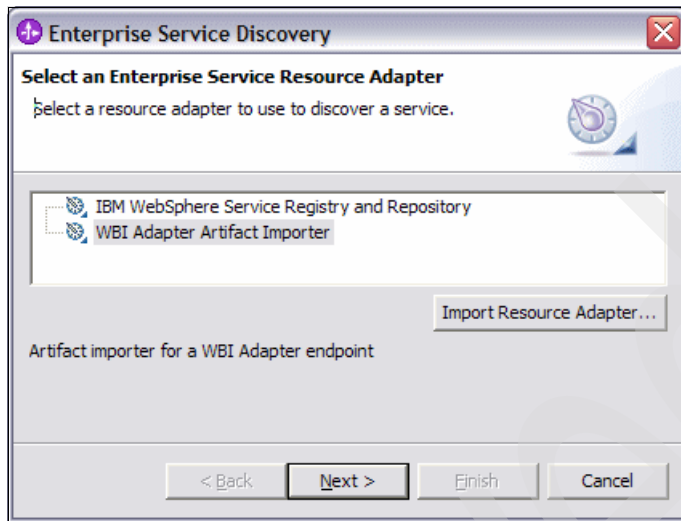 Enterprise Service Discovery
Select an Enterprise Service Resource Adapter
Select a resource adapter to use to discover a service.
IBM WebSphere Service Registry and Repository
WBI Adapter Artifact Importer
Import Resource Adapter...
Artifact importer for a WBI Adapter endpoint
< Back
Next >
Finish
Cancel